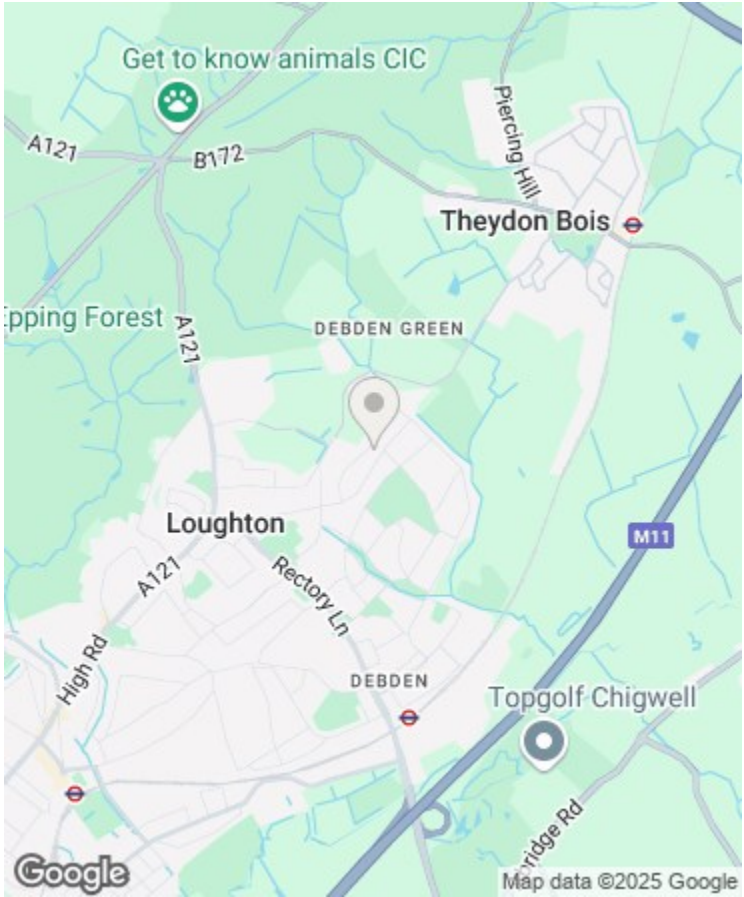 Get to know animals CIC
A121
B172
Piercing Hill
Theydon Bois
Epping Forest
A121
DEBDEN GREEN
Loughton
M11
A121
Rectory Ln
High Rd
DEBDEN
Topgolf Chigwell
Google
Map data ©2025 Google